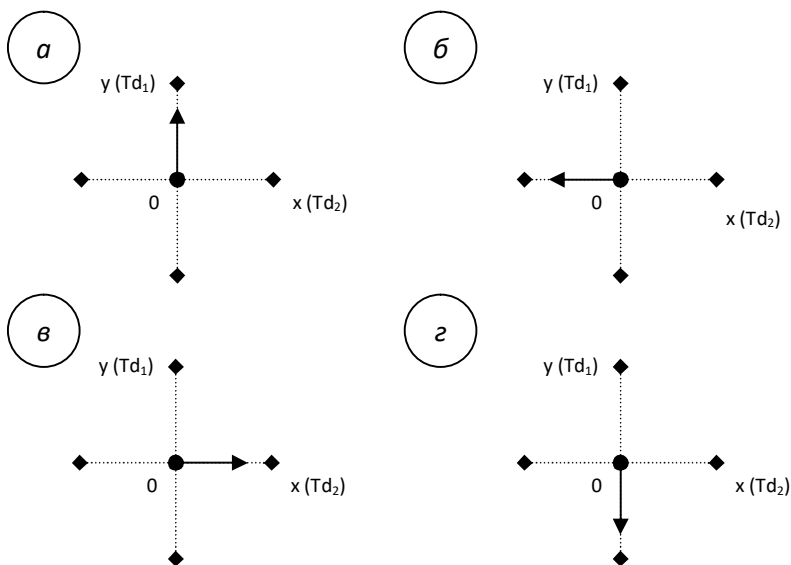 а
y (Td₁)
0
x (Td₂)
б
y (Td₁)
0
x (Td₂)
в
y (Td₁)
0
x (Td₂)
г
y (Td₁)
0
x (Td₂)